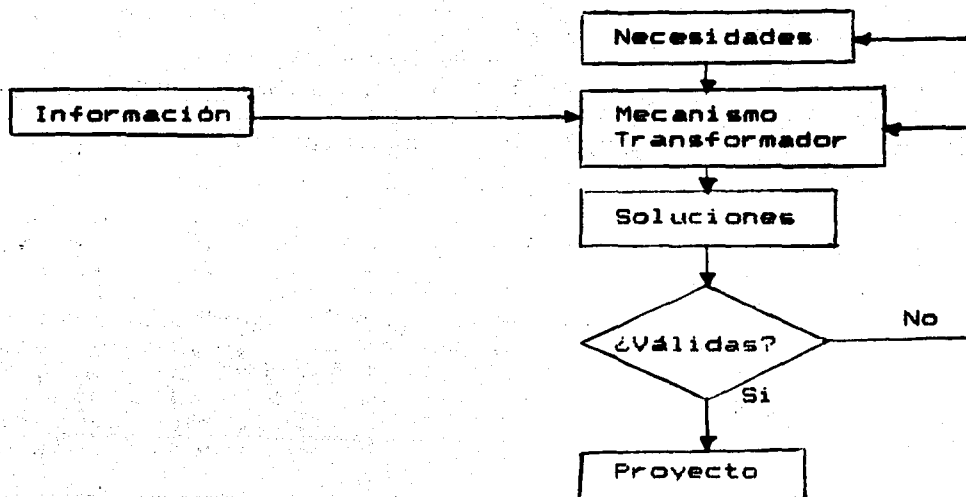 Necesidades
Información
Mecanismo
Transformador
Soluciones
No
¿Válidas?
Si
Proyecto